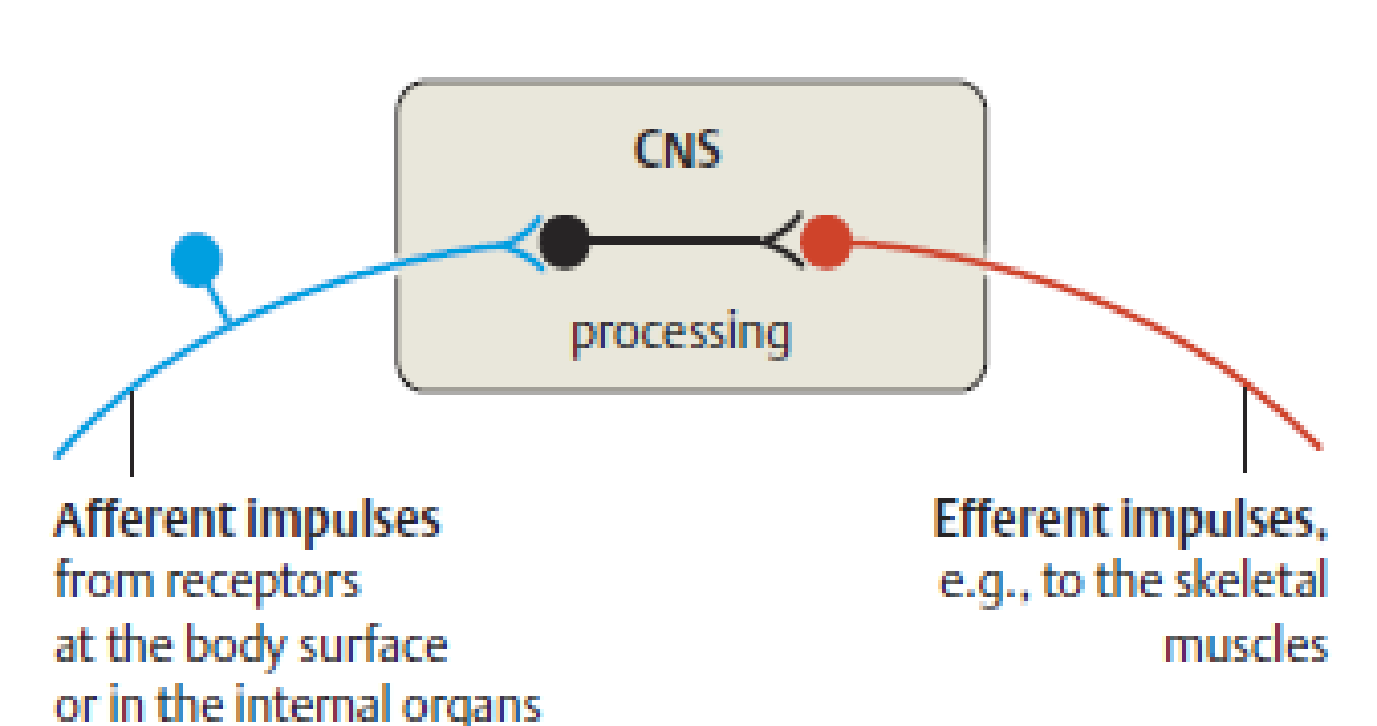 CNS
processing
Afferent impulses
from receptors
at the body surface
or in the internal organs
Efferent impulses,
e.g., to the skeletal
muscles